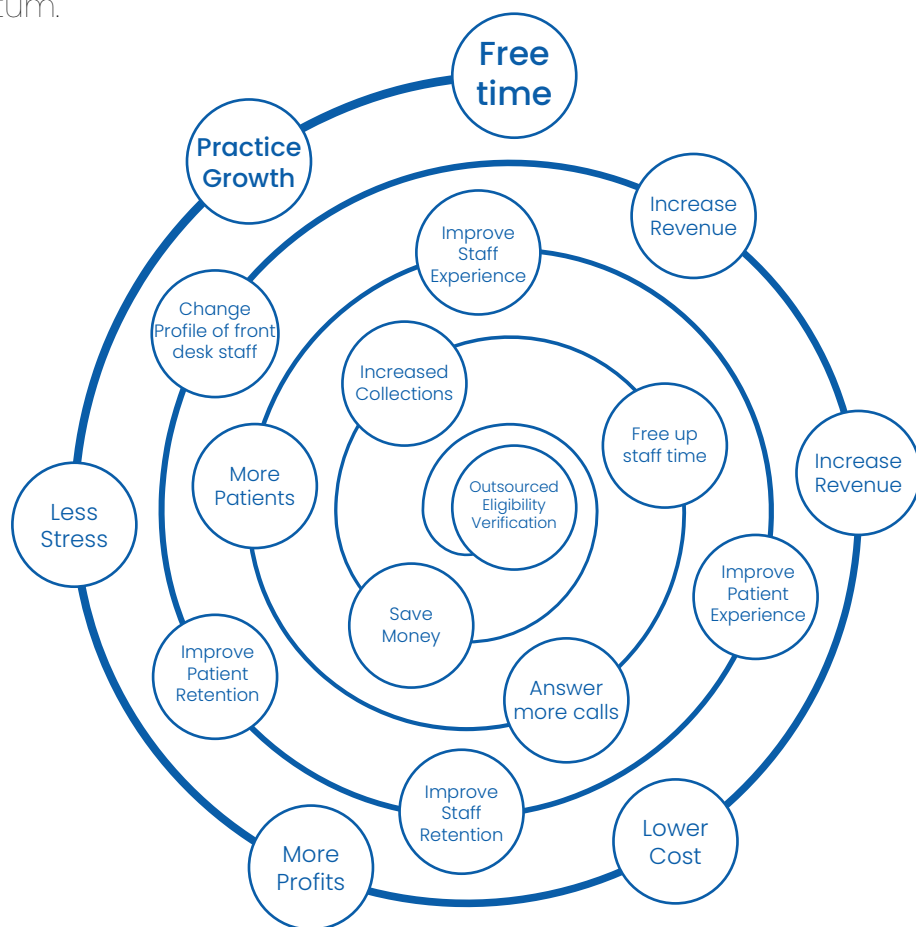 Free
time
Practice
Growth
Increase
Revenue
Improve
Staff
Experience
Change
Profile of front
desk staff
Increased
Collections
Free up
staff time
More
Patients
Outsourced
Eligibility
Verification
Increase
Revenue
Less
Stress
Improve
Patient
Experience
Save
Money
Improve
Patient
Retention
Answer
more calls
Improve
Staff
Retention
Lower
Cost
More
Profits